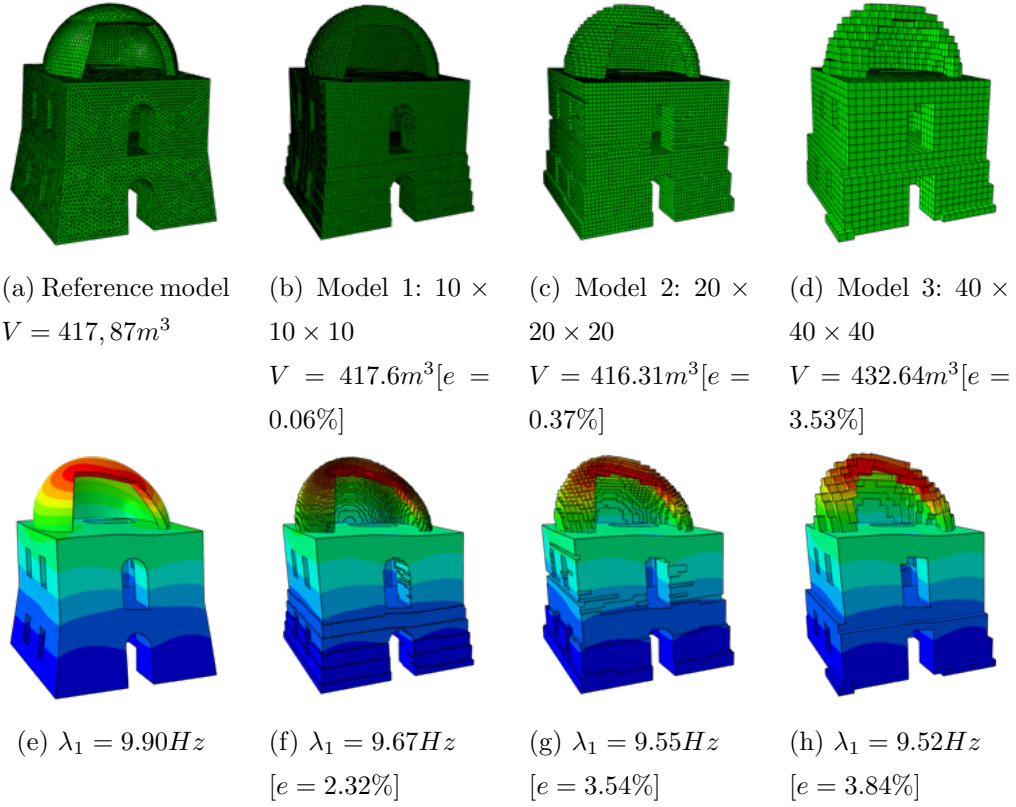 (a) Reference model
V = 417,87m³
(b) Model 1: 10 ×
10 × 10
V = 417.6m³[e =
0.06%]
(c) Model 2: 20 ×
20 × 20
V = 416.31m³[e =
0.37%]
(d) Model 3: 40 ×
40 × 40
V = 432.64m³[e =
3.53%]
(e) λ₁ = 9.90Hz
(f) λ₁ = 9.67Hz
[e = 2.32%]
(g) λ₁ = 9.55Hz
[e = 3.54%]
(h) λ₁ = 9.52Hz
[e = 3.84%]